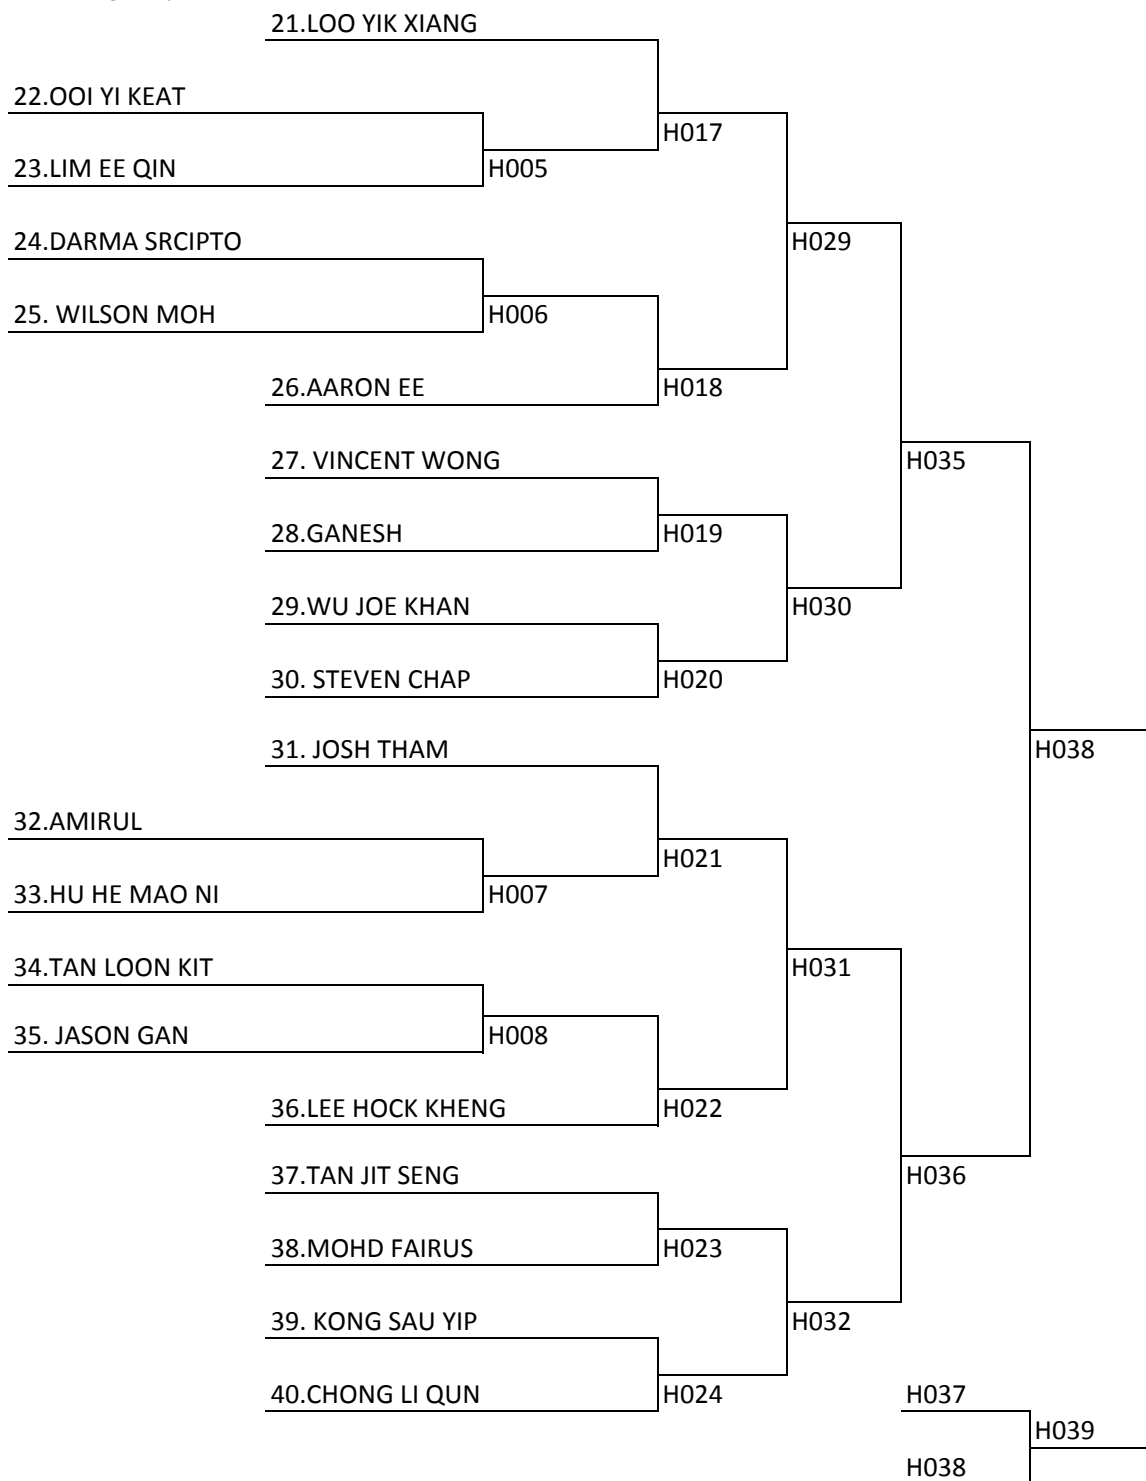 21.LOO YIK XIANG
22.OOI YI KEAT
H017
23.LIM EE QIN
H005
24.DARMA SRCIPTO
H029
25. WILSON MOH
H006
26.AARON EE
H018
27. VINCENT WONG
H035
28.GANESH
H019
29.WU JOE KHAN
H030
30. STEVEN CHAP
H020
31. JOSH THAM
H038
32.AMIRUL
H021
33.HU HE MAO NI
H007
34.TAN LOON KIT
H031
35. JASON GAN
H008
36.LEE HOCK KHENG
H022
37.TAN JIT SENG
H036
38.MOHD FAIRUS
H023
39. KONG SAU YIP
H032
40.CHONG LI QUN
H024
H037
H039
H038